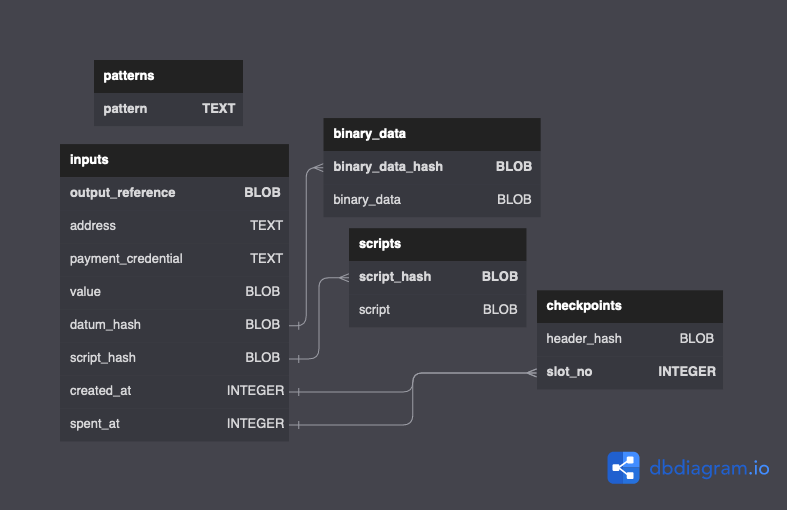 patterns
pattern TEXT
inputs
output_reference BLOB
address TEXT
payment_credential TEXT
value BLOB
datum_hash BLOB
script_hash BLOB
created_at INTEGER
spent_at INTEGER
binary_data
binary_data_hash BLOB
binary_data BLOB
scripts
script_hash BLOB
script BLOB
checkpoints
header_hash BLOB
slot_no INTEGER
dbdiagram.io